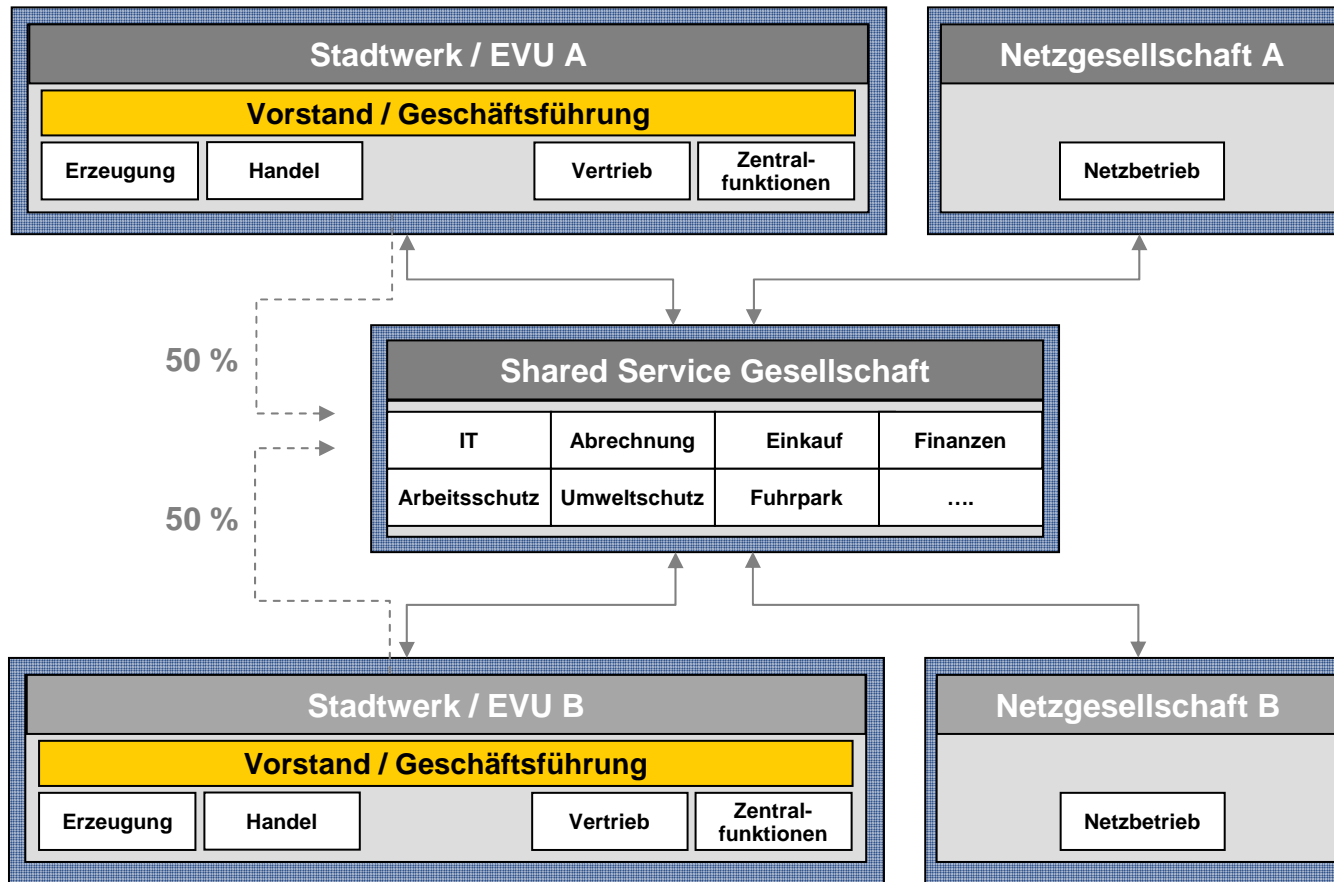 Stadtwerk / EVU A
Vorstand / Geschäftsführung
Erzeugung
Handel
Vertrieb
Zentral-
funktionen
Netzgesellschaft A
Netzbetrieb
50 %
Shared Service Gesellschaft
IT
Abrechnung
Einkauf
Finanzen
Arbeitsschutz
Umweltschutz
Fuhrpark
....
50 %
Stadtwerk / EVU B
Vorstand / Geschäftsführung
Erzeugung
Handel
Vertrieb
Zentral-
funktionen
Netzgesellschaft B
Netzbetrieb